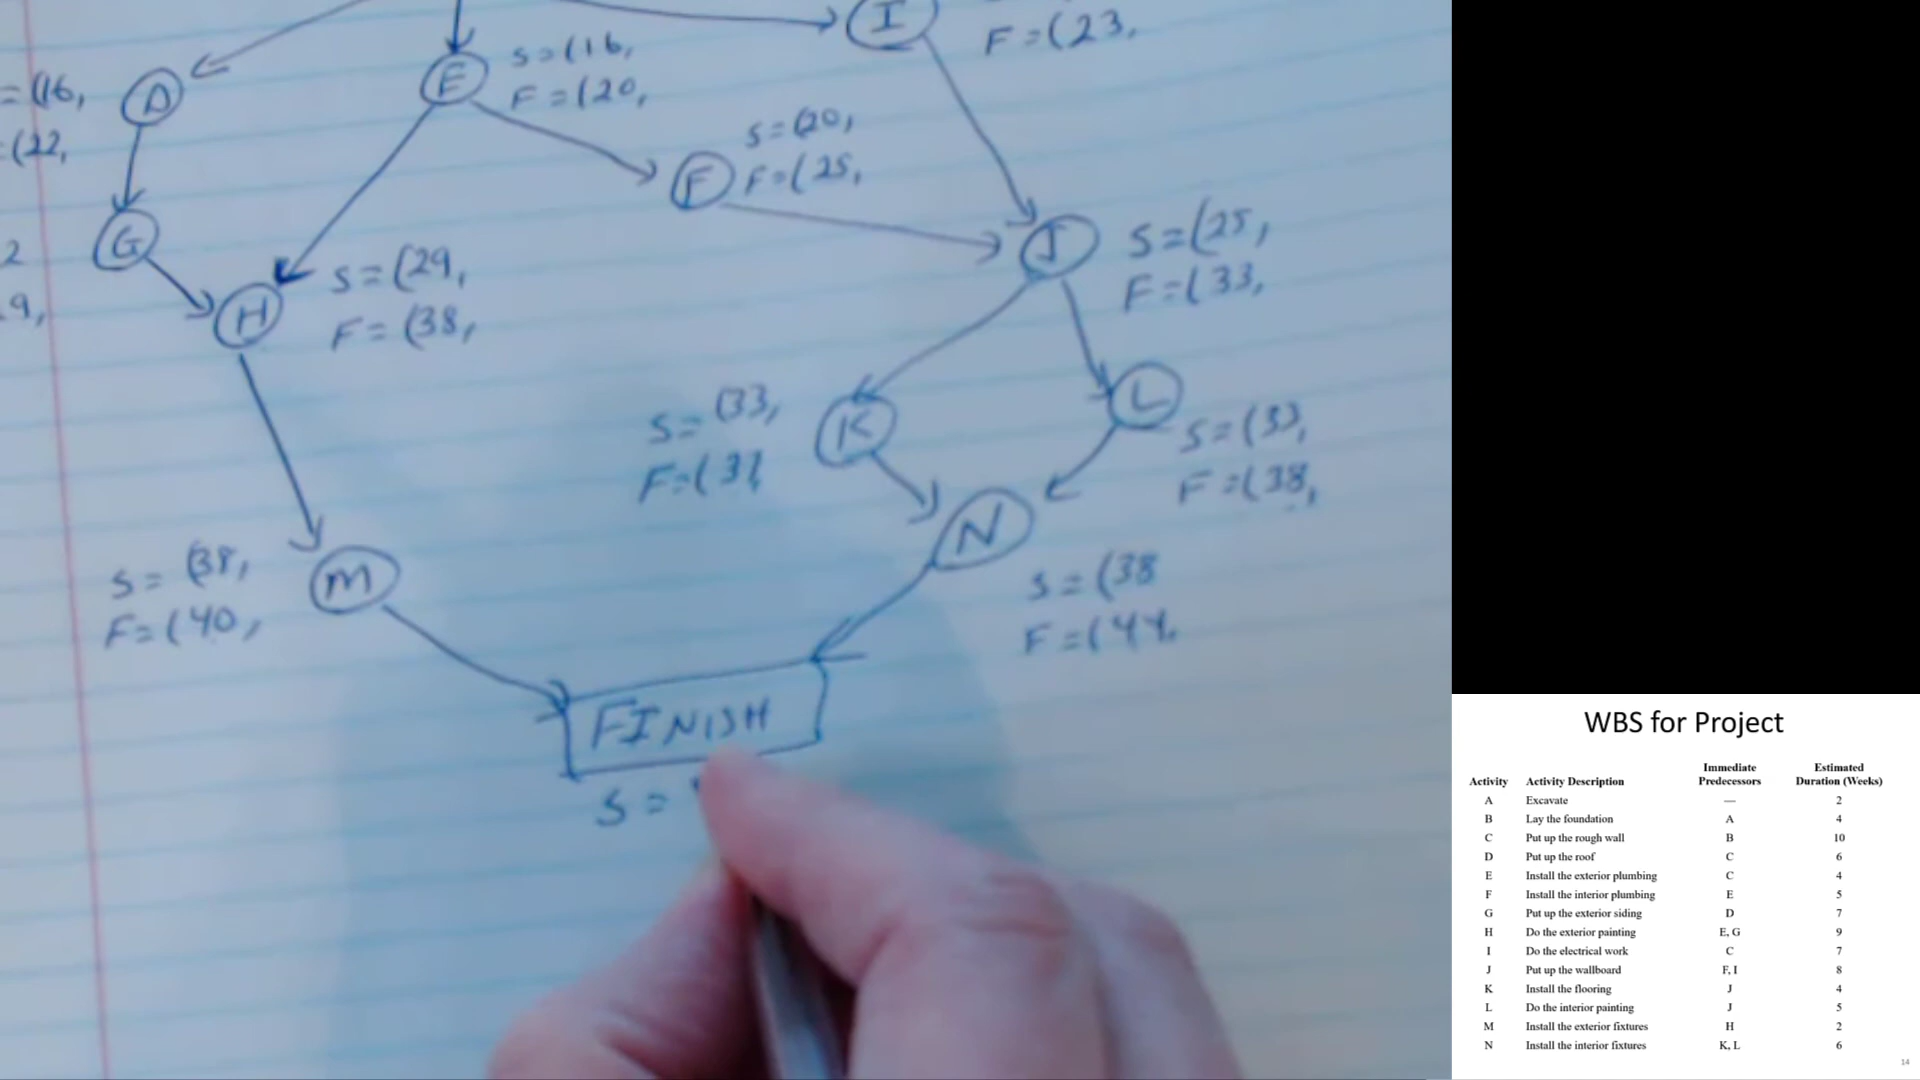 I
F=(23,
S=(16,
F=(20,
=(16,
D
E
=(22,
S=(20,
F=(25,
F
2
G
9,
S=(29,
F=(38,
H
J
S=(25,
F=(33,
S=(33,
F=(37,
K
L
S=(33,
F=(38,
N
S=(38
F=(44,
S=(38,
F=(40,
M
FINISH
S=
WBS for Project
Activity Activity Description Immediate Predecessors Estimated Duration (Weeks)
A Excavate — 2
B Lay the foundation A 4
C Put up the rough wall B 10
D Put up the roof C 6
E Install the exterior plumbing C 4
F Install the interior plumbing E 5
G Put up the exterior siding D 7
H Do the exterior painting E, G 9
I Do the electrical work C 7
J Put up the wallboard F, I 8
K Install the flooring J 4
L Do the interior painting J 5
M Install the exterior fixtures H 2
N Install the interior fixtures K, L 6
14